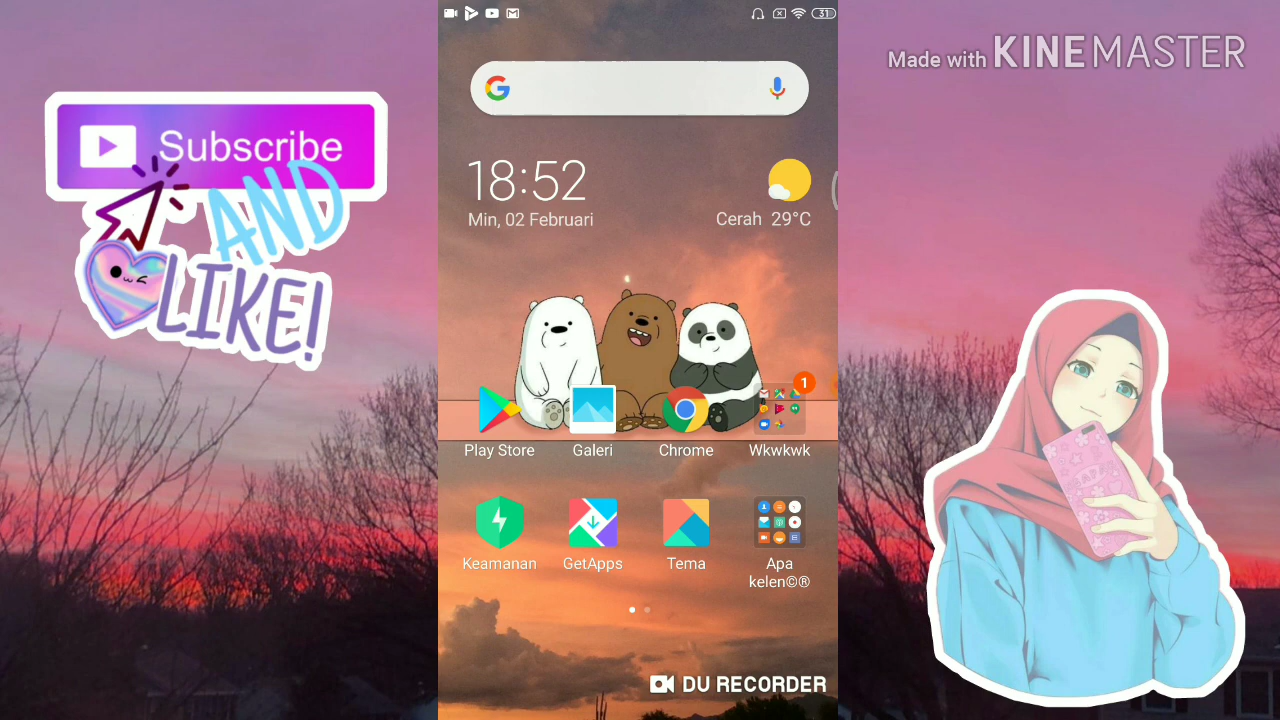 Subscribe
AND
LIKE!
31
18:52
Min, 02 Februari
Cerah 29°C
1
Play Store
Galeri
Chrome
Wkwkwk
Keamanan
GetApps
Tema
Apa
kelen©®
DU RECORDER
Made with KINEMASTER